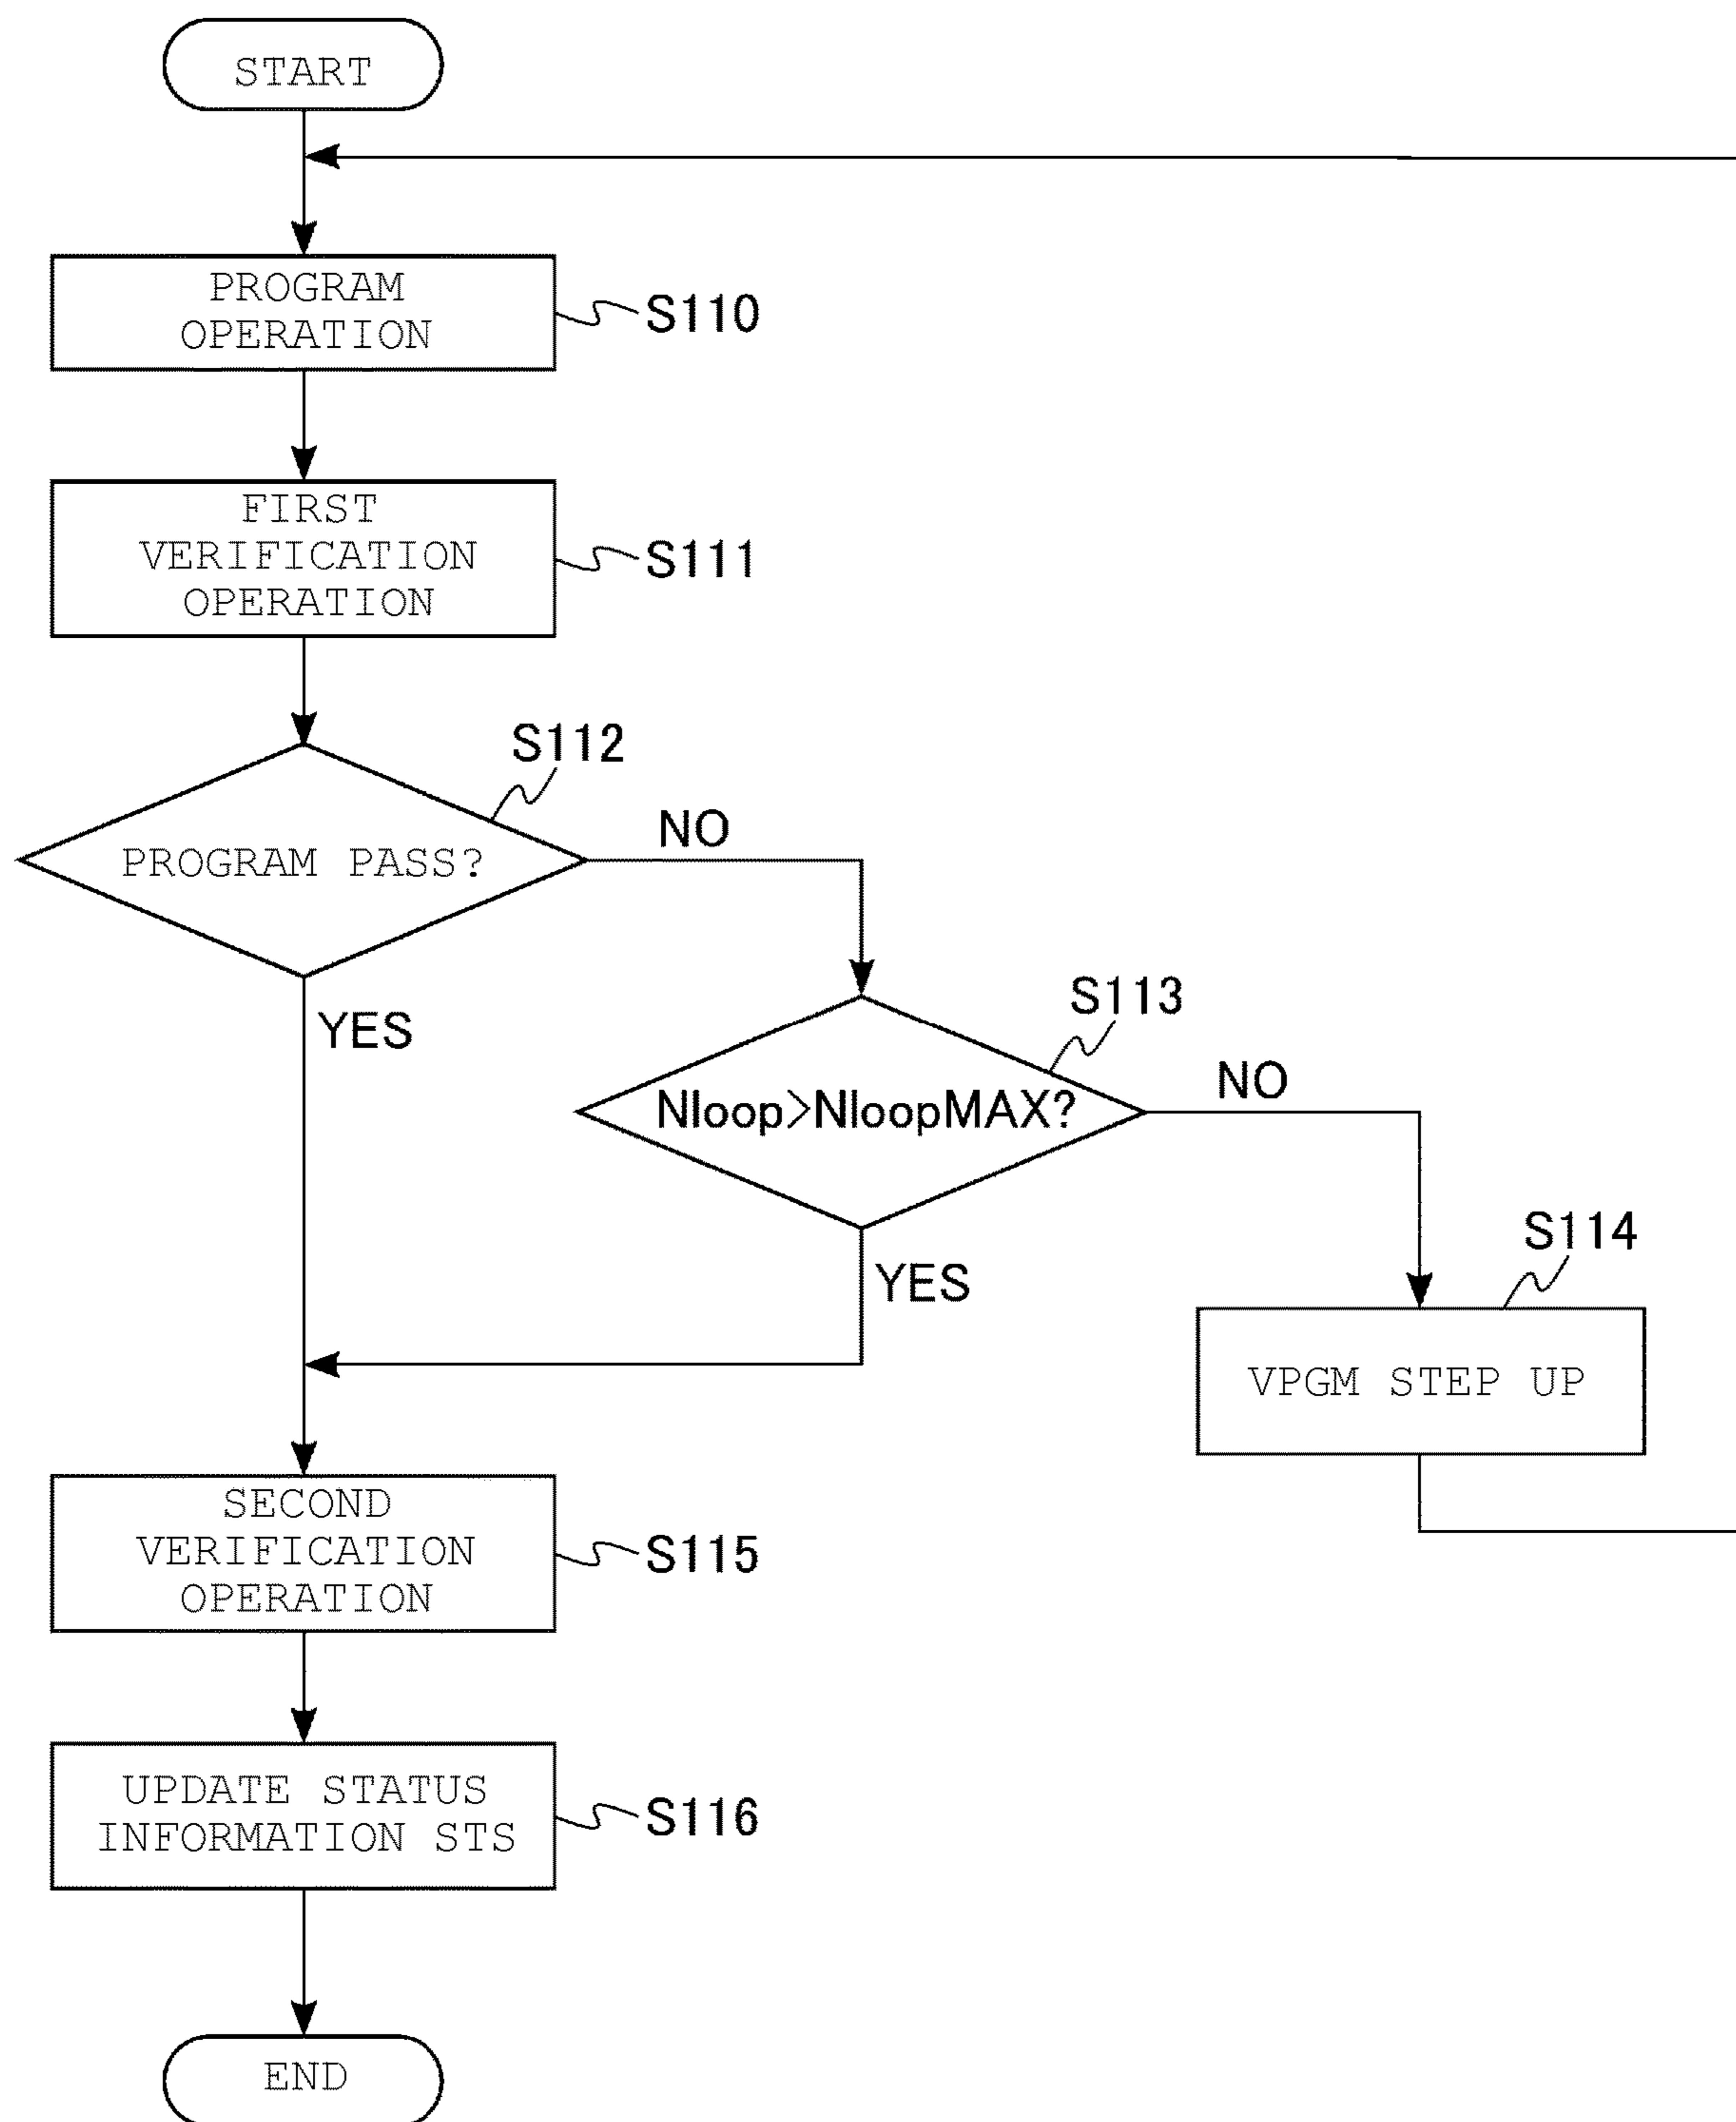 START
PROGRAM
OPERATION
S110
FIRST
VERIFICATION
OPERATION
S111
S112
PROGRAM PASS?
NO
YES
S113
Nloop>NloopMAX?
NO
YES
S114
VPGM STEP UP
SECOND
VERIFICATION
OPERATION
S115
UPDATE STATUS
INFORMATION STS
S116
END